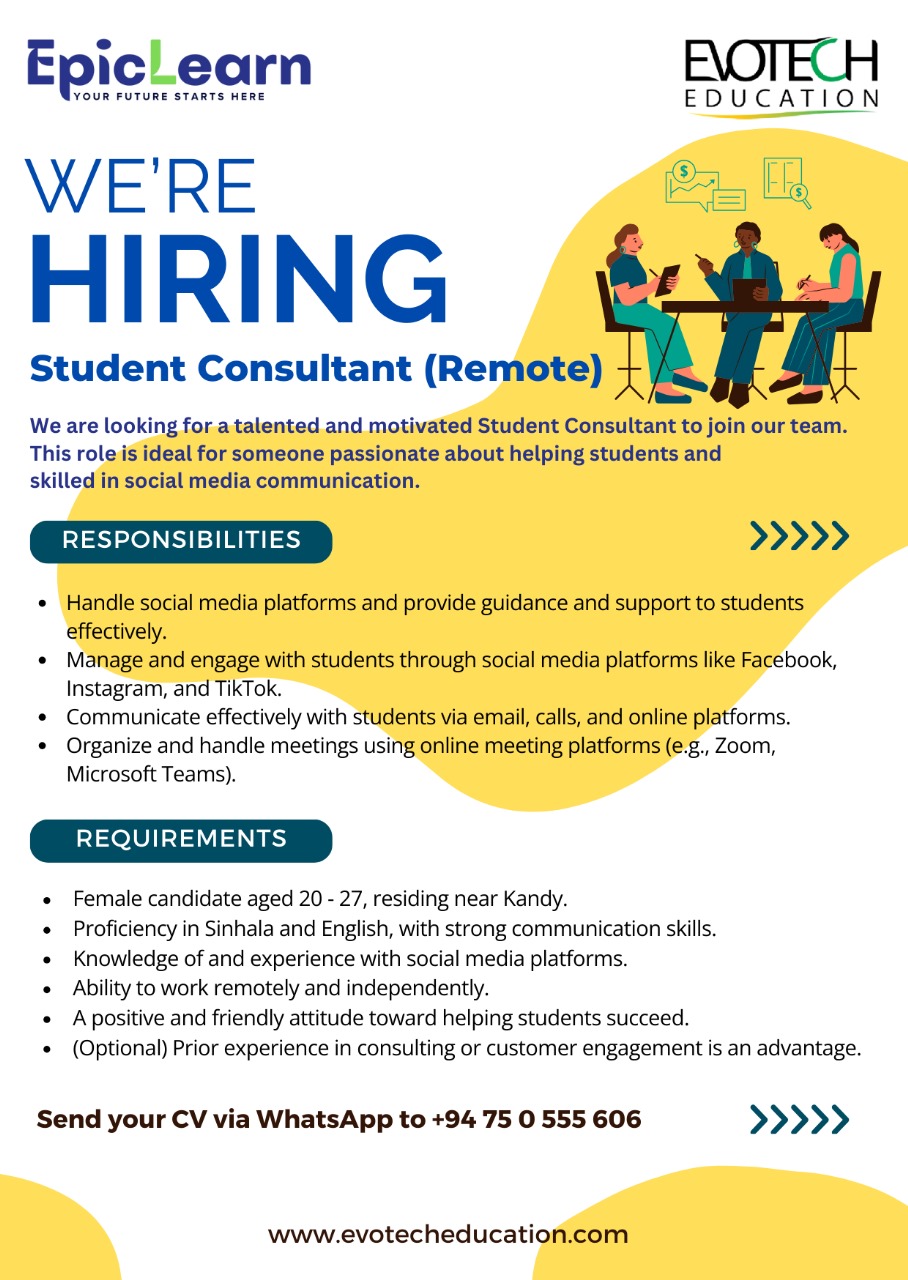 EpicLearn
YOUR FUTURE STARTS HERE
EVOTECH
EDUCATION
WE'RE
HIRING
Student Consultant (Remote)
We are looking for a talented and motivated Student Consultant to join our team.
This role is ideal for someone passionate about helping students and
skilled in social media communication.
RESPONSIBILITIES
• Handle social media platforms and provide guidance and support to students
effectively.
• Manage and engage with students through social media platforms like Facebook,
Instagram, and TikTok.
• Communicate effectively with students via email, calls, and online platforms.
• Organize and handle meetings using online meeting platforms (e.g., Zoom,
Microsoft Teams).
REQUIREMENTS
• Female candidate aged 20 - 27, residing near Kandy.
• Proficiency in Sinhala and English, with strong communication skills.
• Knowledge of and experience with social media platforms.
• Ability to work remotely and independently.
• A positive and friendly attitude toward helping students succeed.
• (Optional) Prior experience in consulting or customer engagement is an advantage.
Send your CV via WhatsApp to +94 75 0 555 606
www.evotecheducation.com